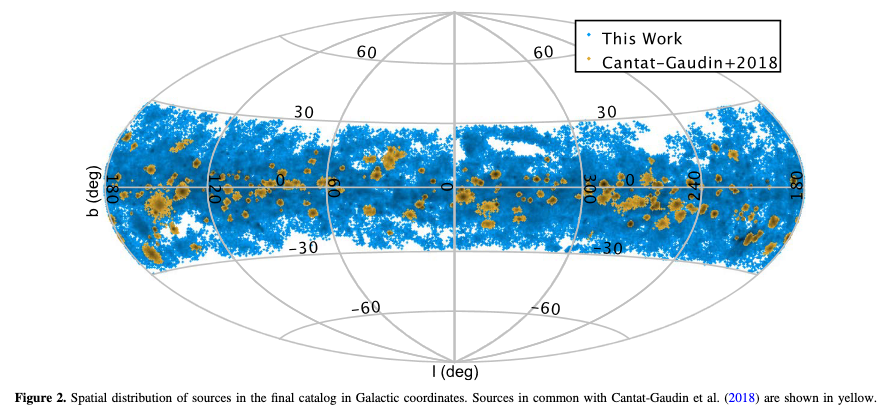 60 60
This Work
Cantat-Gaudin+2018
30 30
b (deg)
180 120 0 60 0 300 0 240 180
-30 -30
-60 -60
l (deg)
Figure 2. Spatial distribution of sources in the final catalog in Galactic coordinates. Sources in common with Cantat-Gaudin et al. (2018) are shown in yellow.